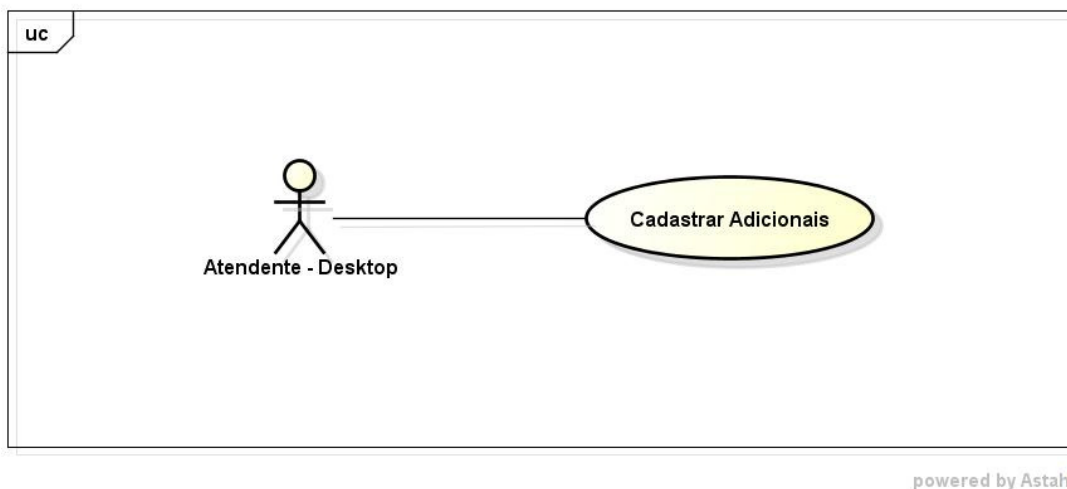 uc
Atendente - Desktop
Cadastrar Adicionais
powered by Astah